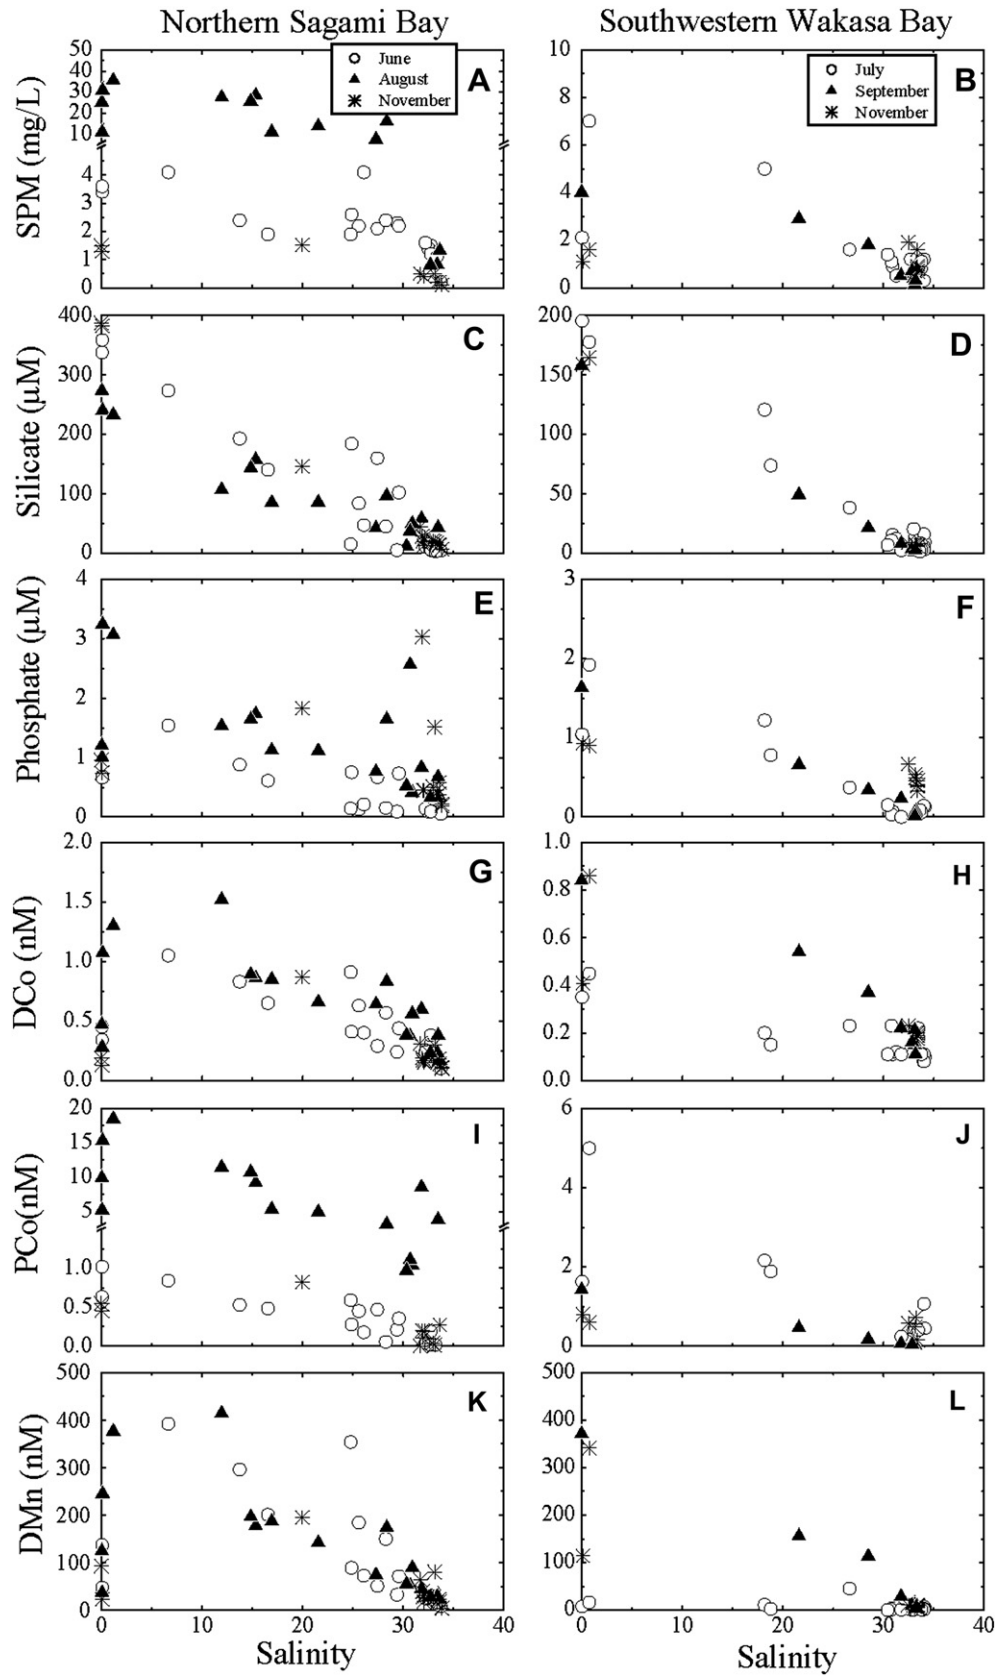 Northern Sagami Bay
Southwestern Wakasa Bay
SPM (mg/L)
50
40
30
20
10
4
3
2
1
0
June
August
November
A
10
8
6
4
2
0
July
September
November
B
Silicate (µM)
400
300
200
100
0
C
200
150
100
50
0
D
Phosphate (µM)
4
3
2
1
0
E
3
2
1
0
F
DCo (nM)
2.0
1.5
1.0
0.5
0.0
G
1.0
0.8
0.6
0.4
0.2
0.0
H
PCo(nM)
20
15
10
5
1.0
0.5
0.0
I
6
4
2
0
J
DMn (nM)
500
400
300
200
100
0
K
500
400
300
200
100
0
L
0 10 20 30 40
0 10 20 30 40
Salinity
Salinity